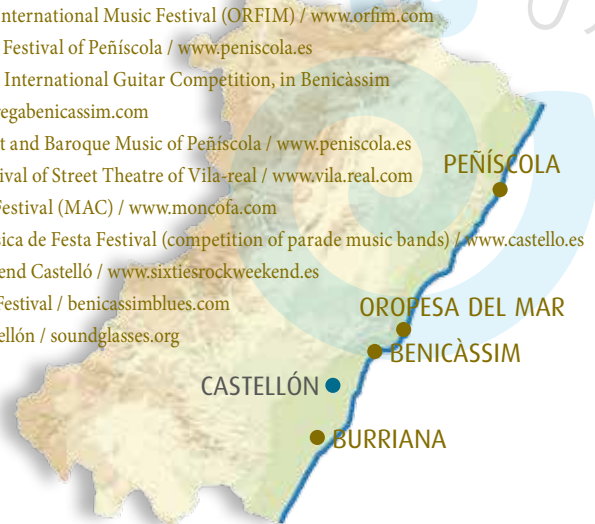 nternational Music Festival (ORFIM) / www.orfim.com
Festival of Peñíscola / www.peniscola.es
International Guitar Competition, in Benicàssim
egabenicassim.com
t and Baroque Music of Peñíscola / www.peniscola.es
ival of Street Theatre of Vila-real / www.vila.real.com
Festival (MAC) / www.moncofa.com
sica de Festa Festival (competition of parade music bands) / www.castello.es
end Castelló / www.sixtiesrockweekend.es
Festival / benicassimblues.com
ellón / soundglasses.org
PEÑÍSCOLA
OROPESA DEL MAR
BENICÀSSIM
CASTELLÓN
BURRIANA